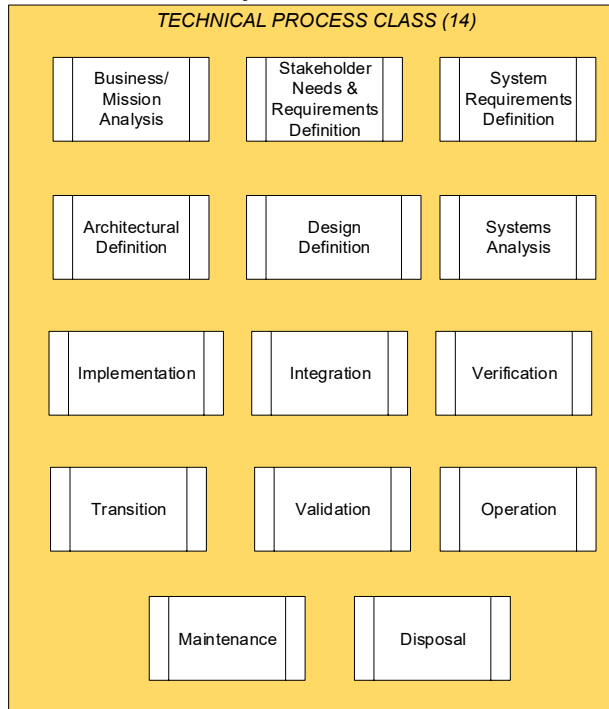 TECHNICAL PROCESS CLASS (14)
Business/
Mission
Analysis
Stakeholder
Needs &
Requirements
Definition
System
Requirements
Definition
Architectural
Definition
Design
Definition
Systems
Analysis
Implementation
Integration
Verification
Transition
Validation
Operation
Maintenance
Disposal